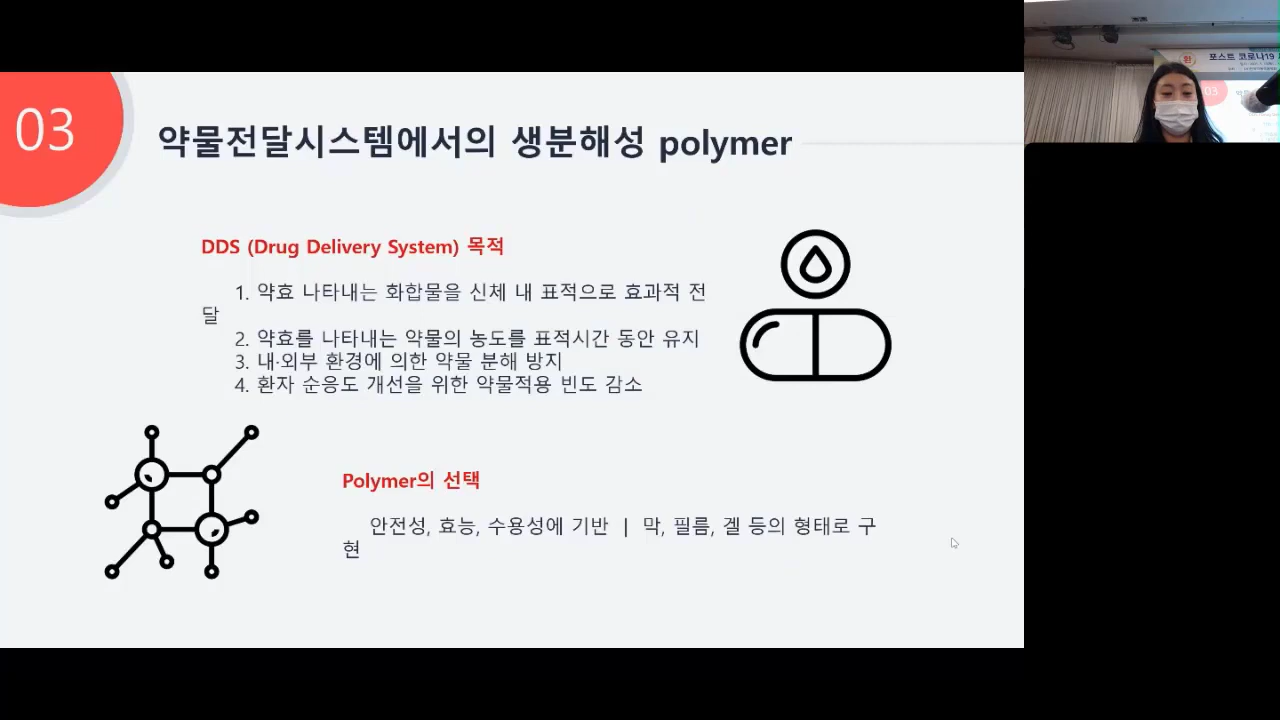 03
약물전달시스템에서의 생분해성 polymer
DDS (Drug Delivery System) 목적
1. 약효 나타내는 화합물을 신체 내 표적으로 효과적 전
달
2. 약효를 나타내는 약물의 농도를 표적시간 동안 유지
3. 내·외부 환경에 의한 약물 분해 방지
4. 환자 순응도 개선을 위한 약물적용 빈도 감소
Polymer의 선택
안전성, 효능, 수용성에 기반 | 막, 필름, 겔 등의 형태로 구
현
포스트 코로나19
03